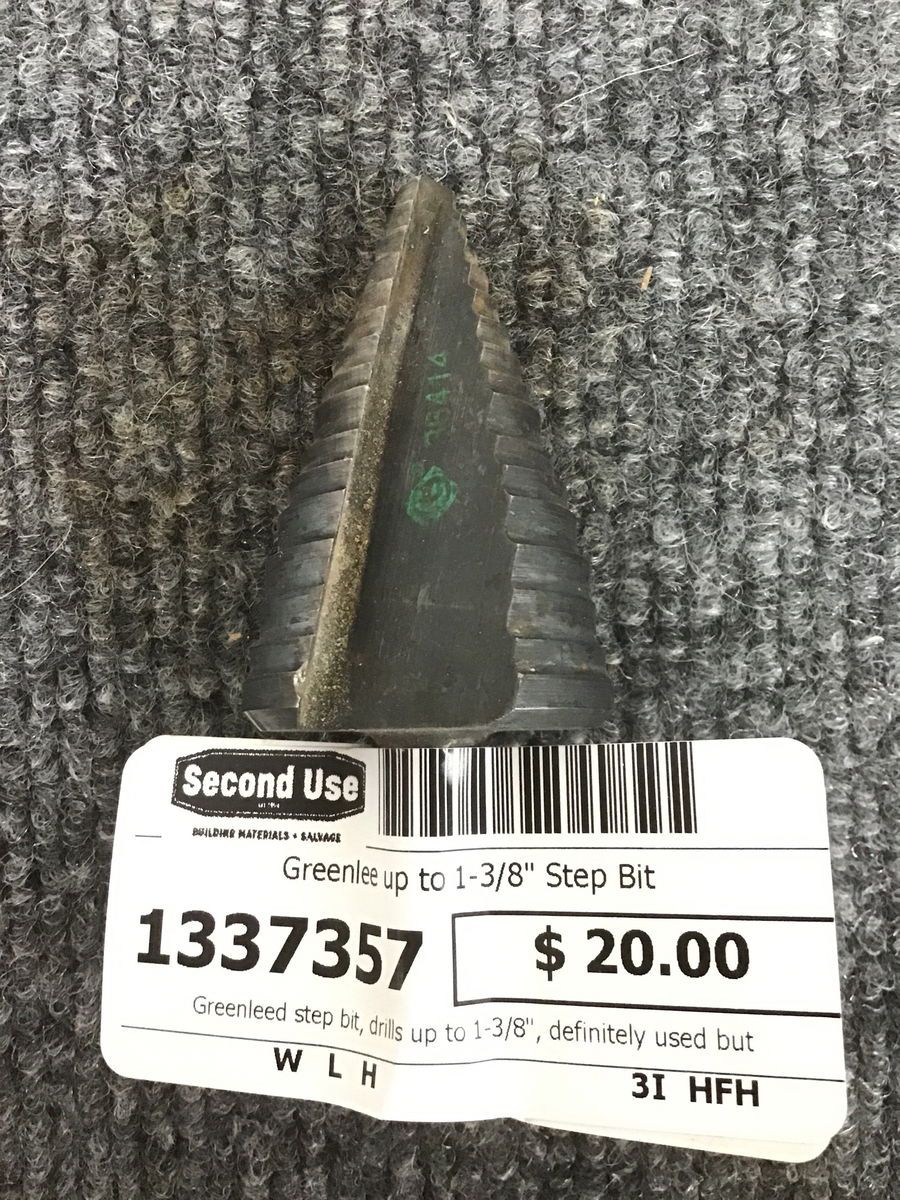 34414
Second Use
BUILDING MATERIALS + SALVAGE
Greenlee up to 1-3/8" Step Bit
1337357
$ 20.00
Greenleed step bit, drills up to 1-3/8", definitely used but
W L H
3I HFH